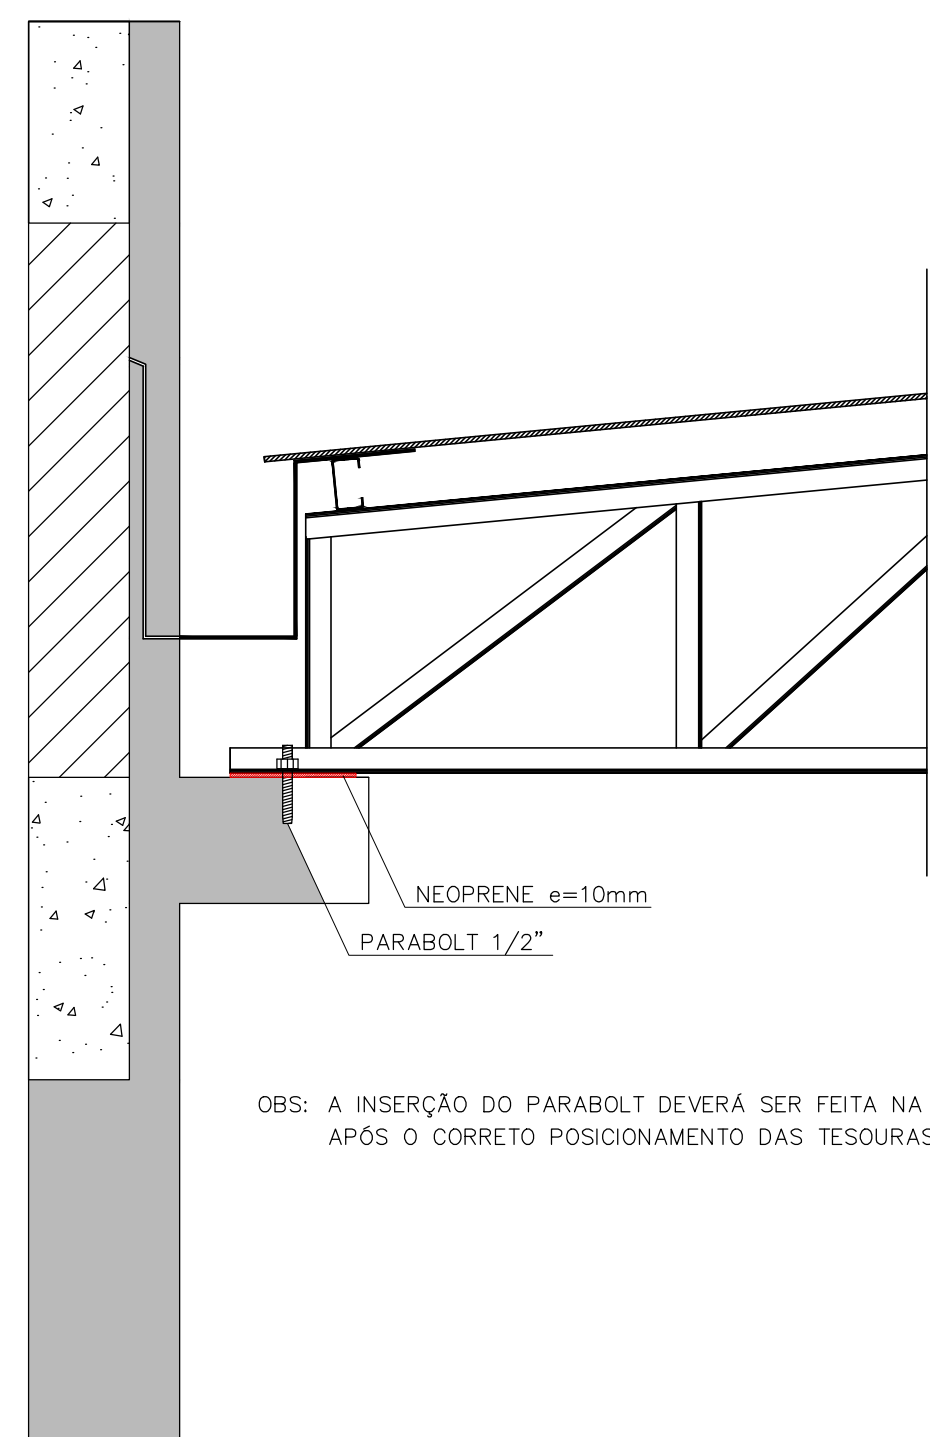 NEOPRENE e=10mm
PARABOLT 1/2”
OBS: A INSERÇÃO DO PARABOLT DEVERÁ SER FEITA NA
APÓS O CORRETO POSICIONAMENTO DAS TESOURAS